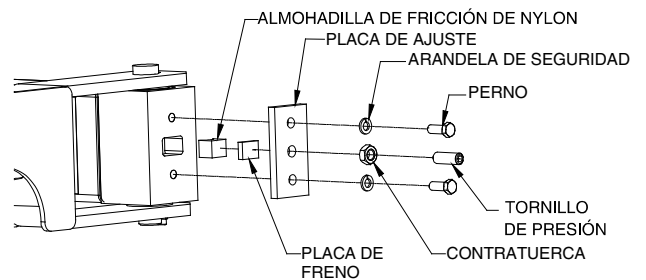 ALMOHADILLA DE FRICCIÓN DE NYLON
PLACA DE AJUSTE
ARANDELA DE SEGURIDAD
PERNO
TORNILLO
DE PRESIÓN
CONTRATUERCA
PLACA DE
FRENO